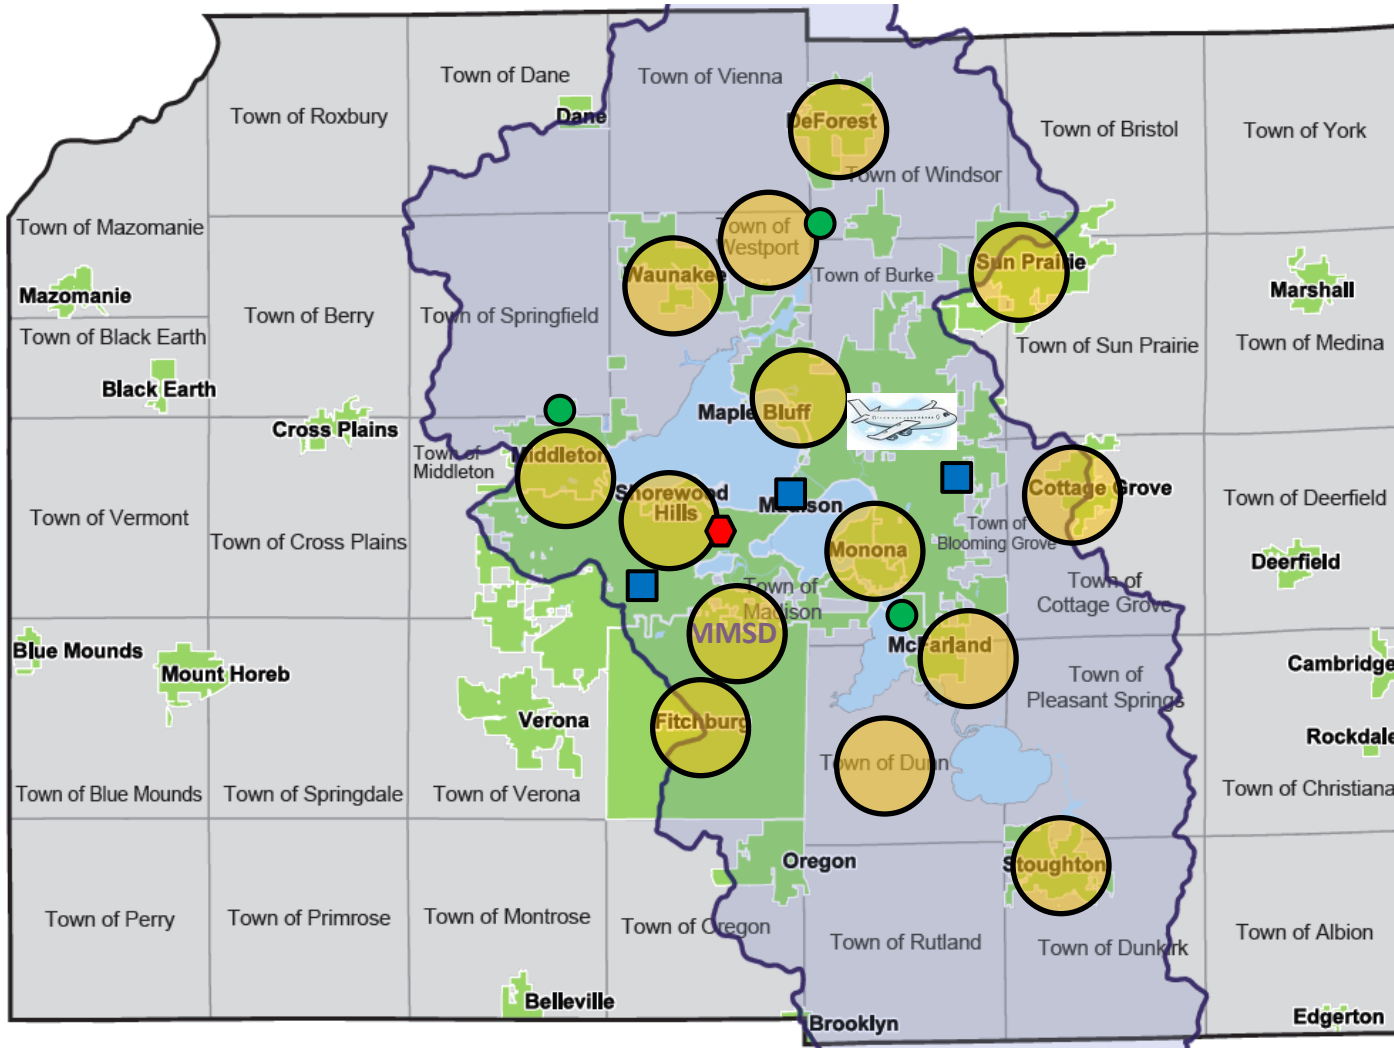 Town of Dane
Town of Vienna
Dane
Town of Roxbury
DeForest
Town of Bristol
Town of York
Town of Windsor
Town of Mazomanie
Town of
Westport
Waunakee
Town of Burke
Sun Prairie
Mazomanie
Marshall
Town of Berry
Town of Springfield
Town of Black Earth
Town of Sun Prairie
Town of Medina
Black Earth
Maple Bluff
Cross Plains
Town of
Middleton
Middleton
Shorewood
Hills
Madison
Cottage Grove
Town of Deerfield
Town of Vermont
Town of Cross Plains
Town of
Blooming Grove
Monona
Deerfield
Town of
Madison
Town of
Cottage Grove
MMSD
McFarland
Blue Mounds
Mount Horeb
Cambridge
Town of
Pleasant Springs
Verona
Fitchburg
Rockdale
Town of Dunn
Town of Blue Mounds
Town of Springdale
Town of Verona
Town of Christiana
Oregon
Stoughton
Town of Perry
Town of Primrose
Town of Montrose
Town of Oregon
Town of Rutland
Town of Dunkirk
Town of Albion
Belleville
Brooklyn
Edgerton